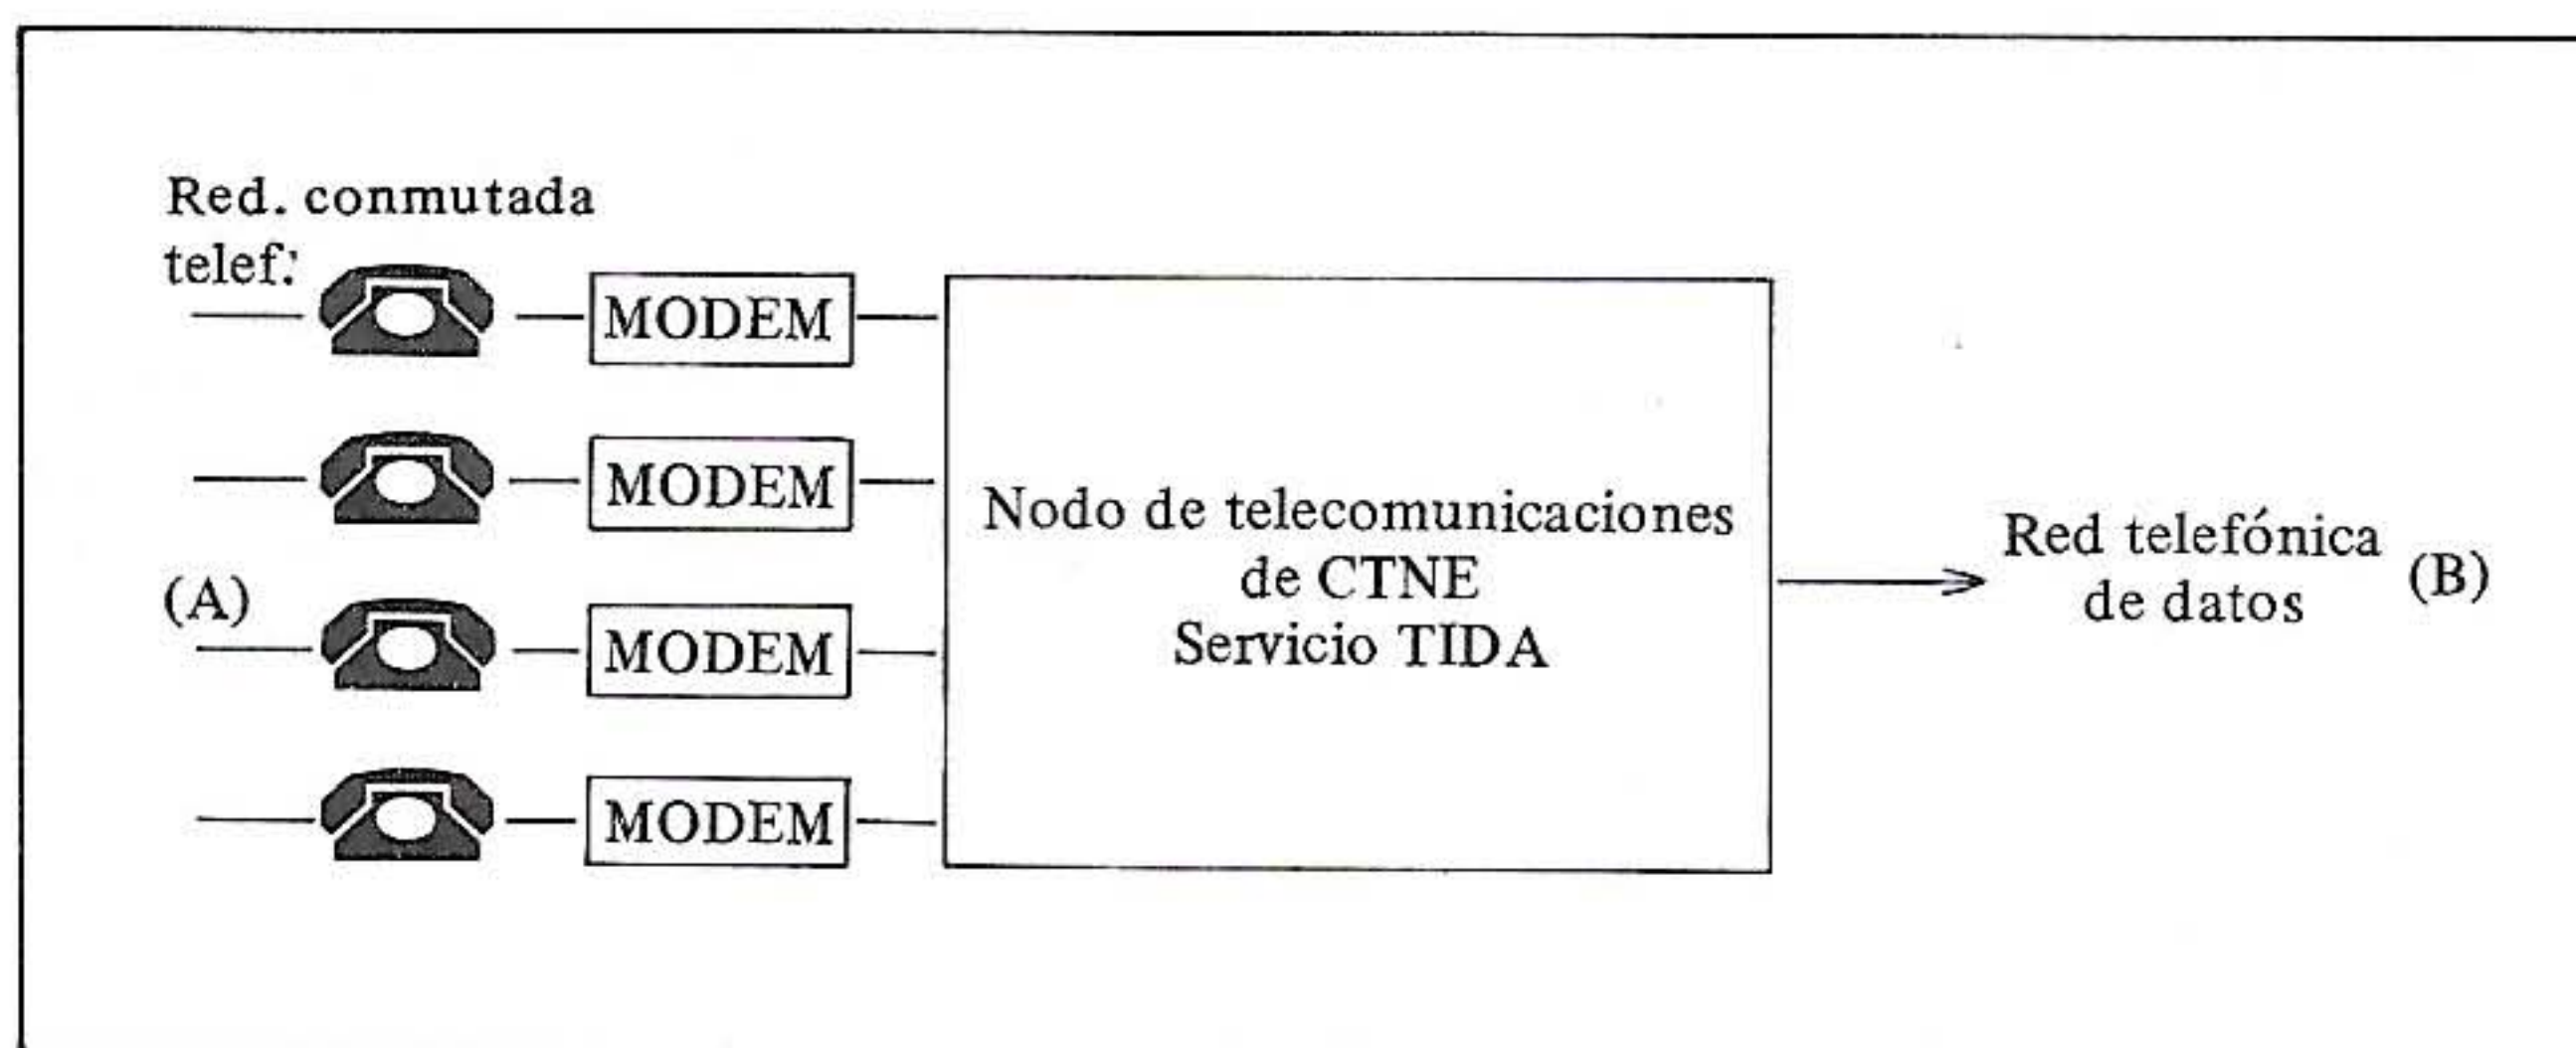 Red. conmutada
telef:
MODEM
MODEM
(A)
MODEM
MODEM
Nodo de telecomunicaciones
de CTNE
Servicio TIDA
Red telefónica
de datos
(B)